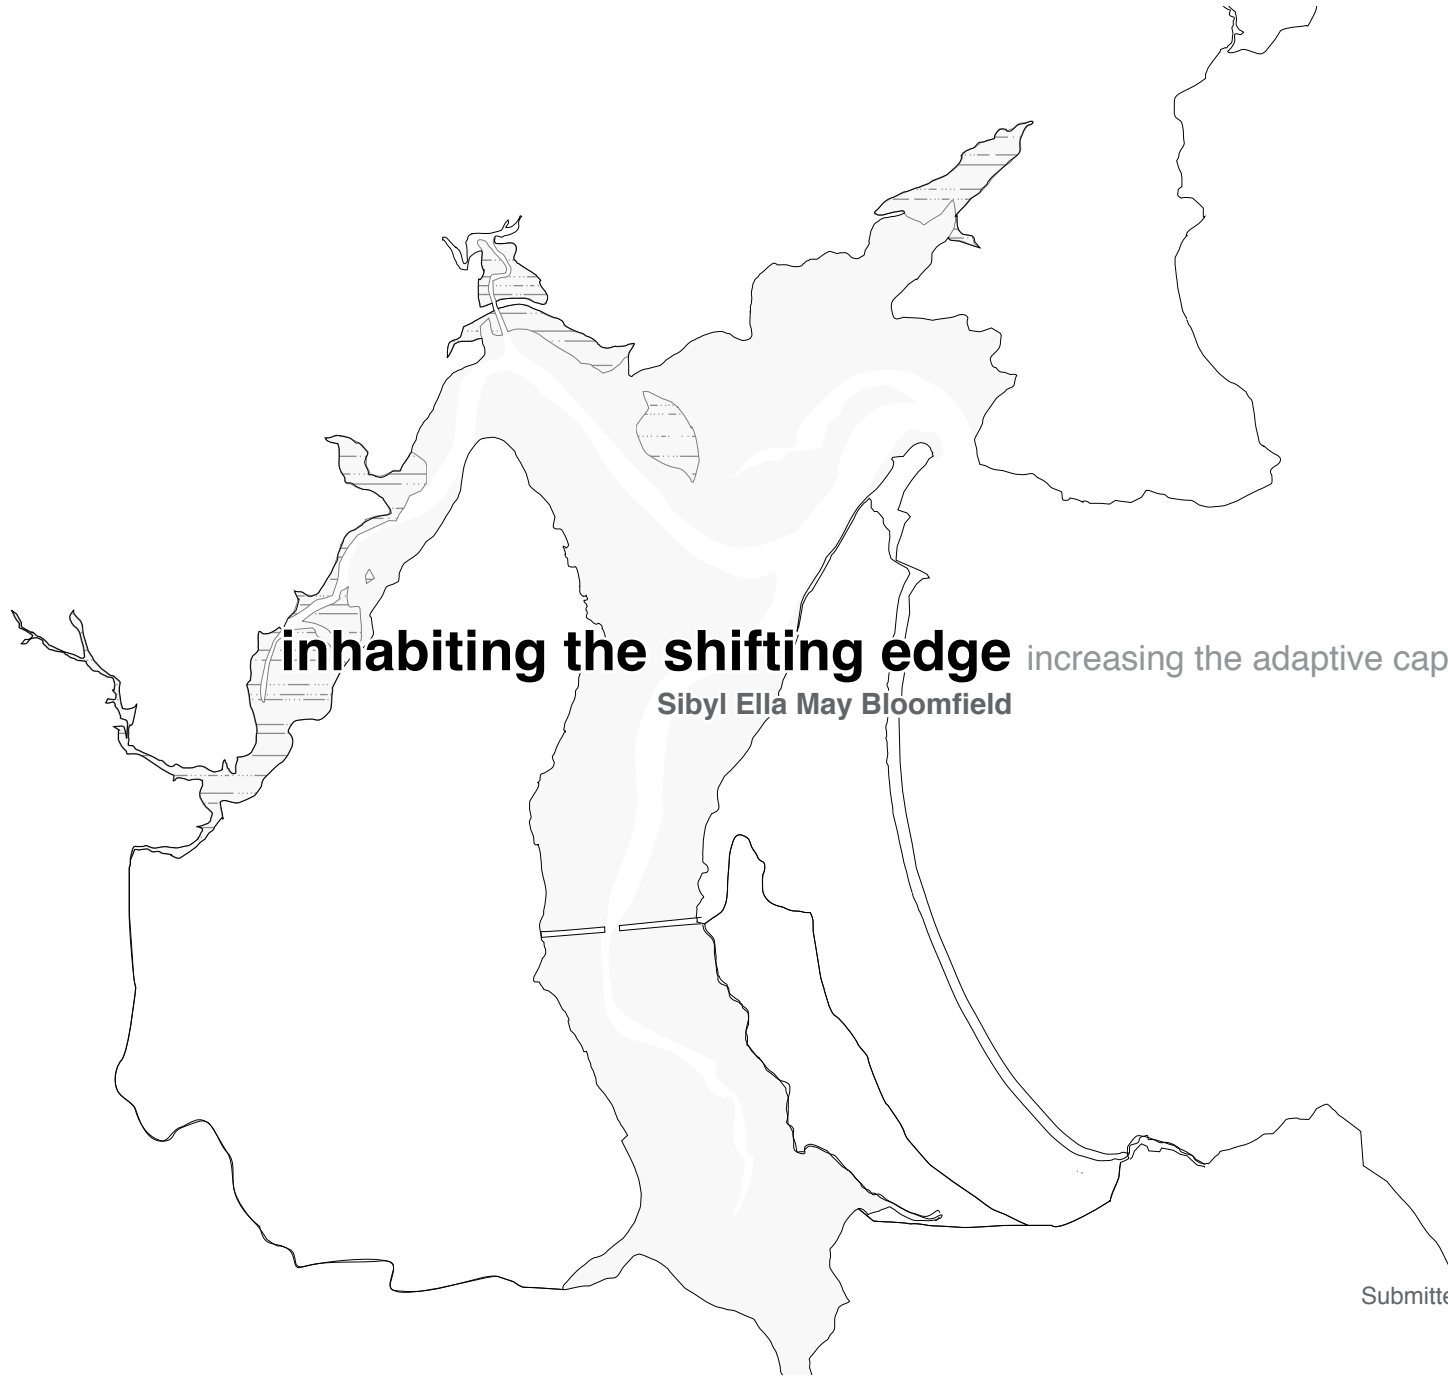 inhabiting the shifting edge increasing the adaptive cap
Sibyl Ella May Bloomfield
Submitte